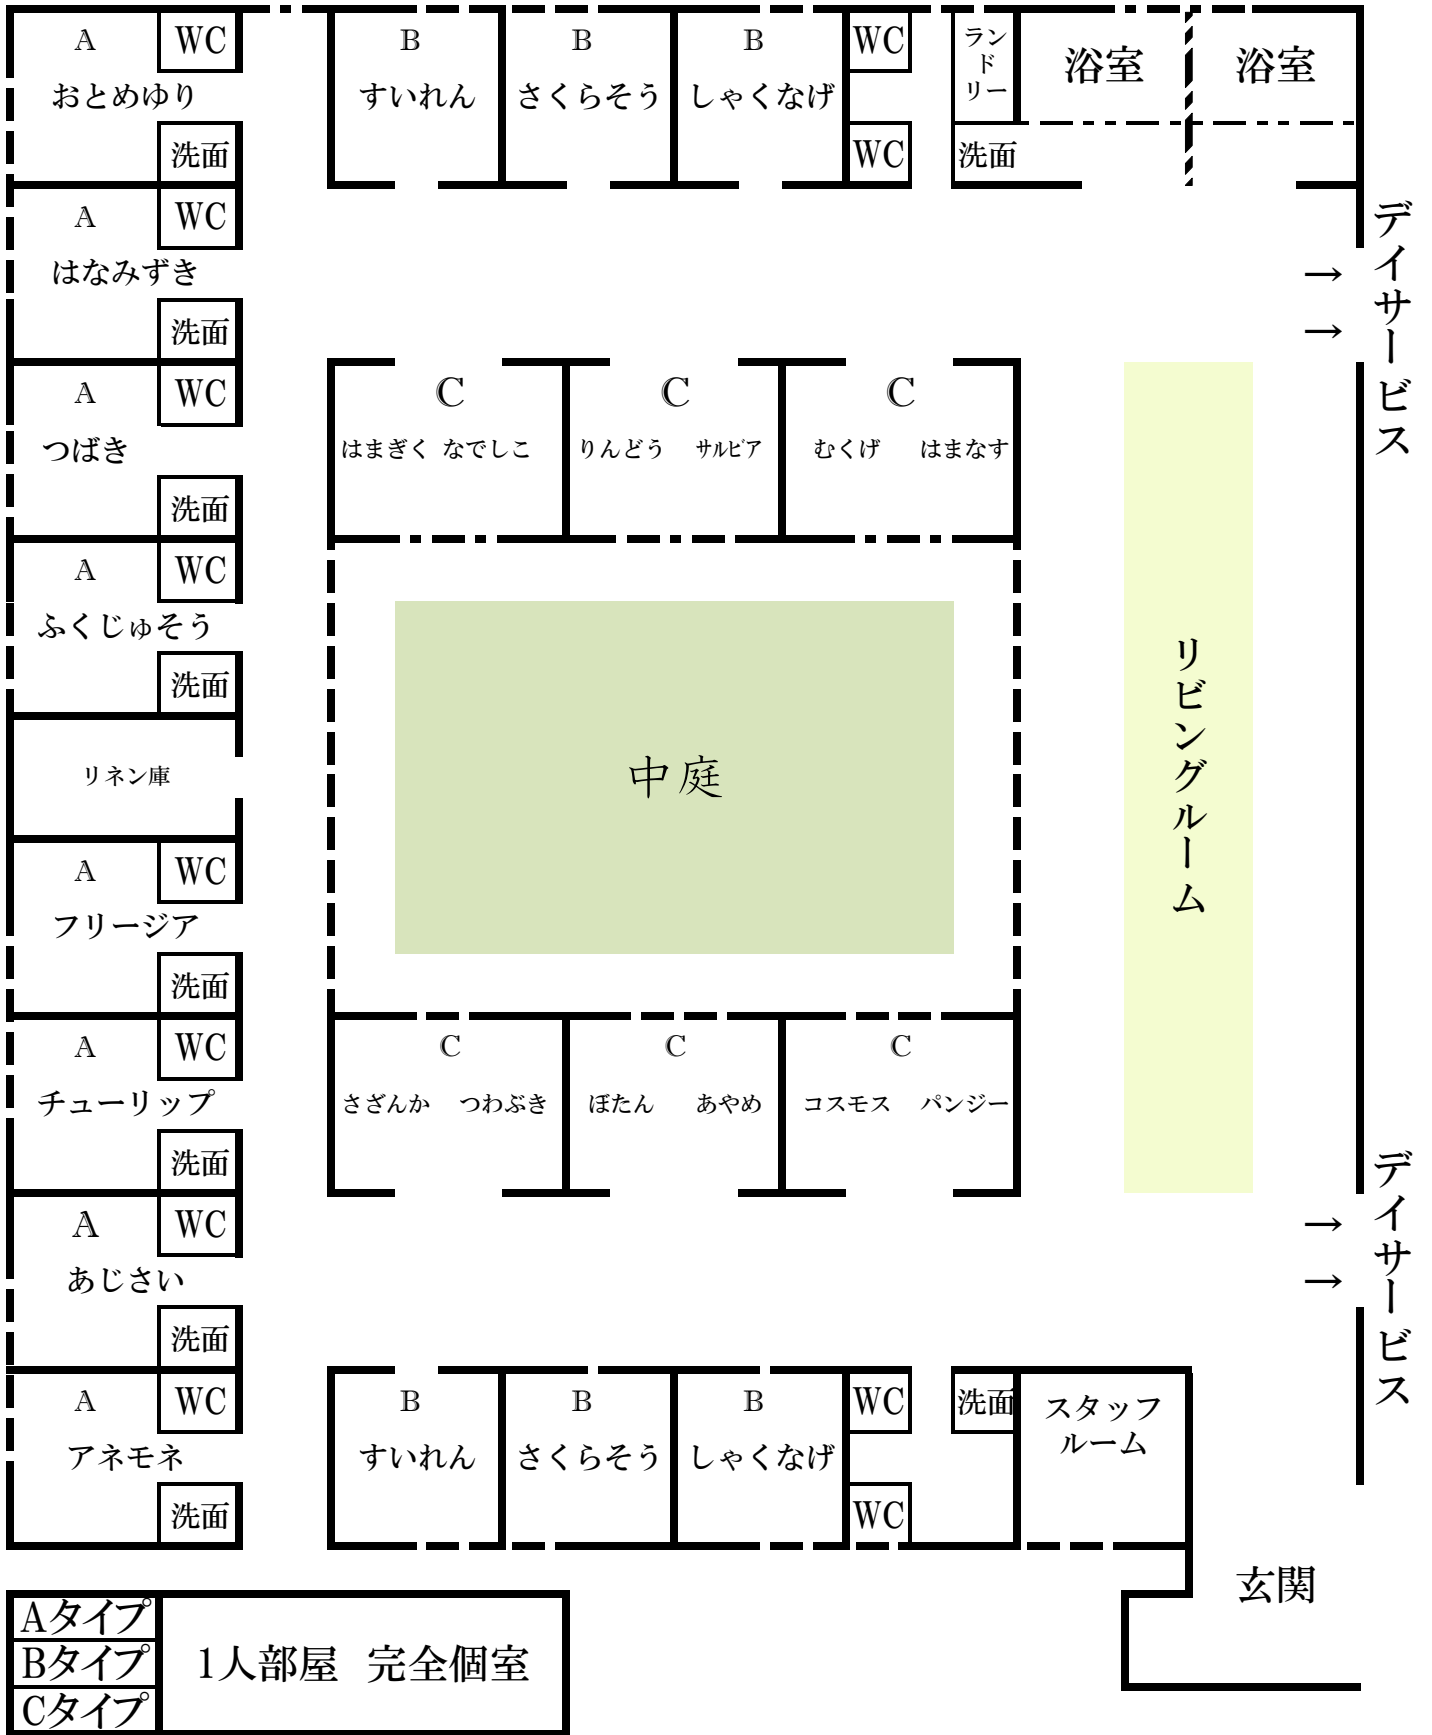 A
WC
おとめゆり
洗面
B
すいれん
B
さくらそう
B
しゃくなげ
WC
WC
ランドリー
洗面
浴室
浴室
A
WC
はなみずき
洗面
デイサービス
→
→
A
WC
つばき
洗面
C
はまぎく なでしこ
C
りんどう サルビア
C
むくげ はまなす
A
WC
ふくじゅそう
洗面
リネン庫
中庭
リビングルーム
A
WC
フリージア
洗面
A
WC
チューリップ
洗面
C
さざんか つわぶき
C
ぼたん あやめ
C
コスモス パンジー
A
WC
あじさい
洗面
デイサービス
→
→
A
WC
アネモネ
洗面
B
すいれん
B
さくらそう
B
しゃくなげ
WC
WC
洗面
スタッフ
ルーム
玄関
Aタイプ
Bタイプ
Cタイプ
1人部屋 完全個室